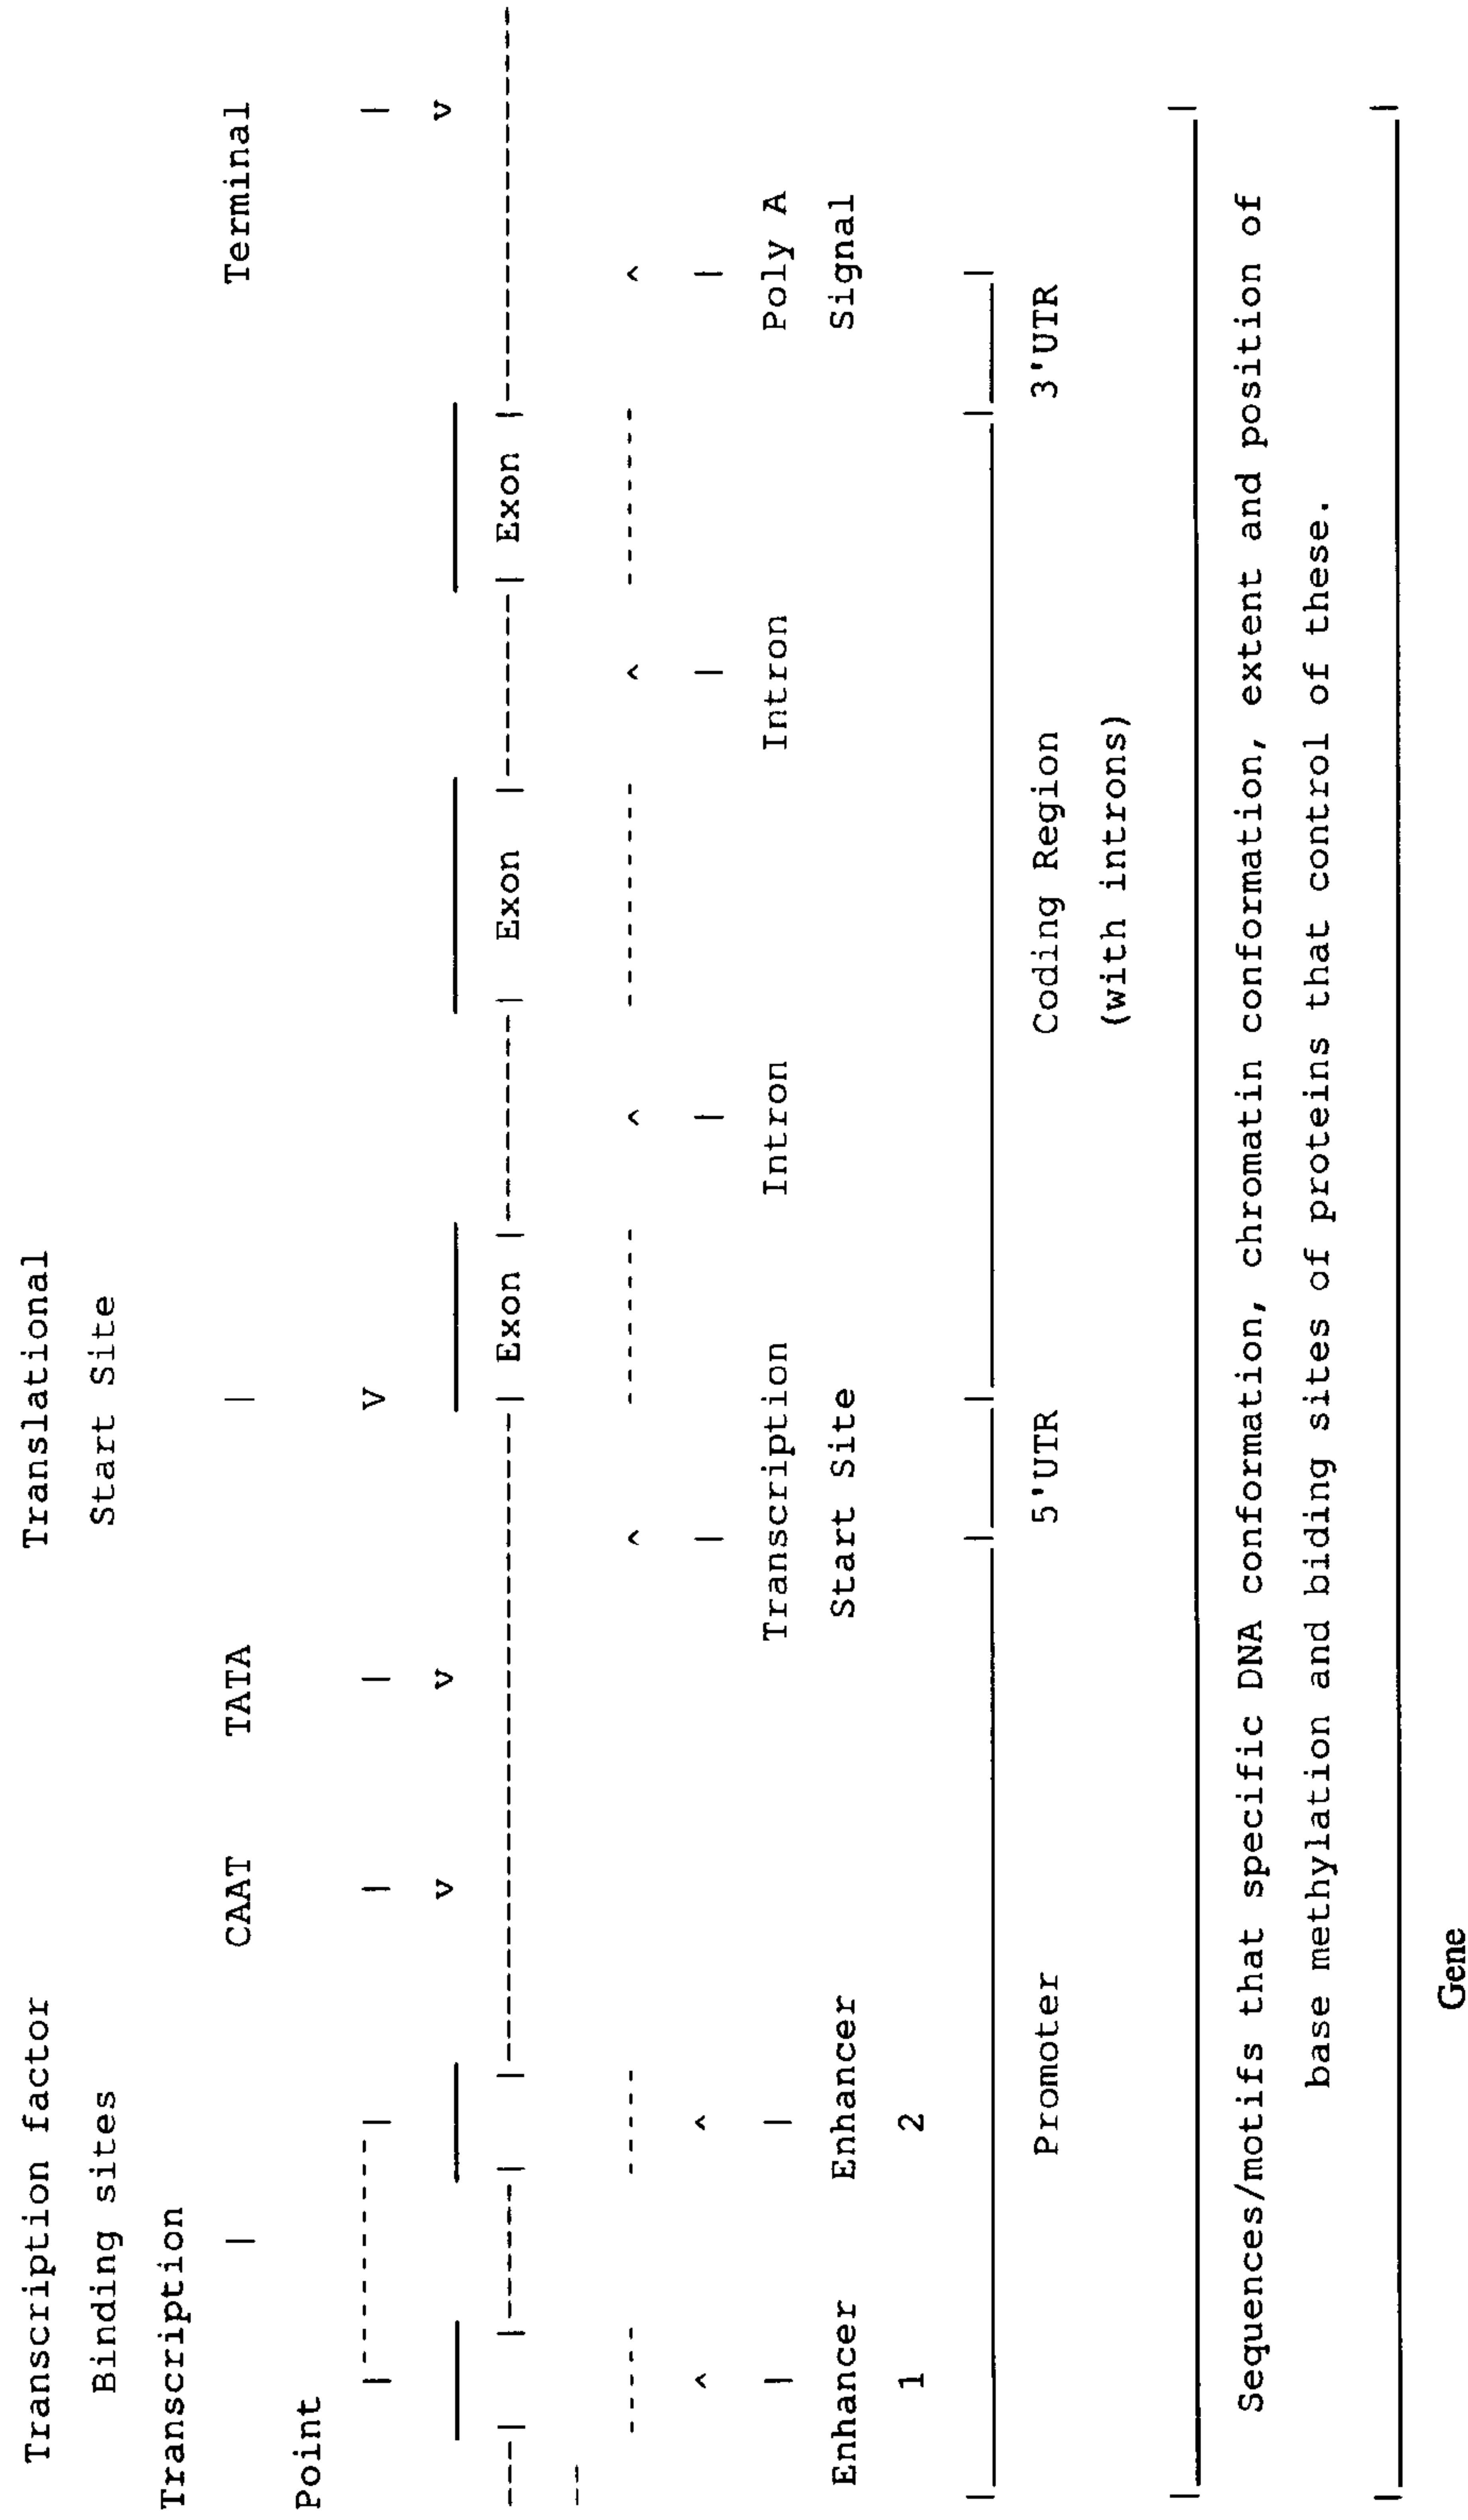 Transcription factor Translational
Binding sites Start Site
Transcription
CAAT TATA Terminal
Point
Exon Exon Exon
Transcription Intron Intron Poly A
Enhancer Enhancer Start Site Signal
1 2
Promoter 5'UTR Coding Region 3'UTR
(with introns)
Sequences/motifs that specific DNA conformation, chromatin conformation, extent and position of
base methylation and biding sites of proteins that control of these.
Gene